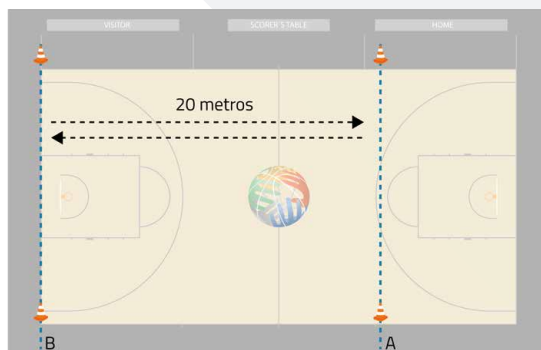 VISITOR
SCORER'S TABLE
HOME
20 metros
B
A